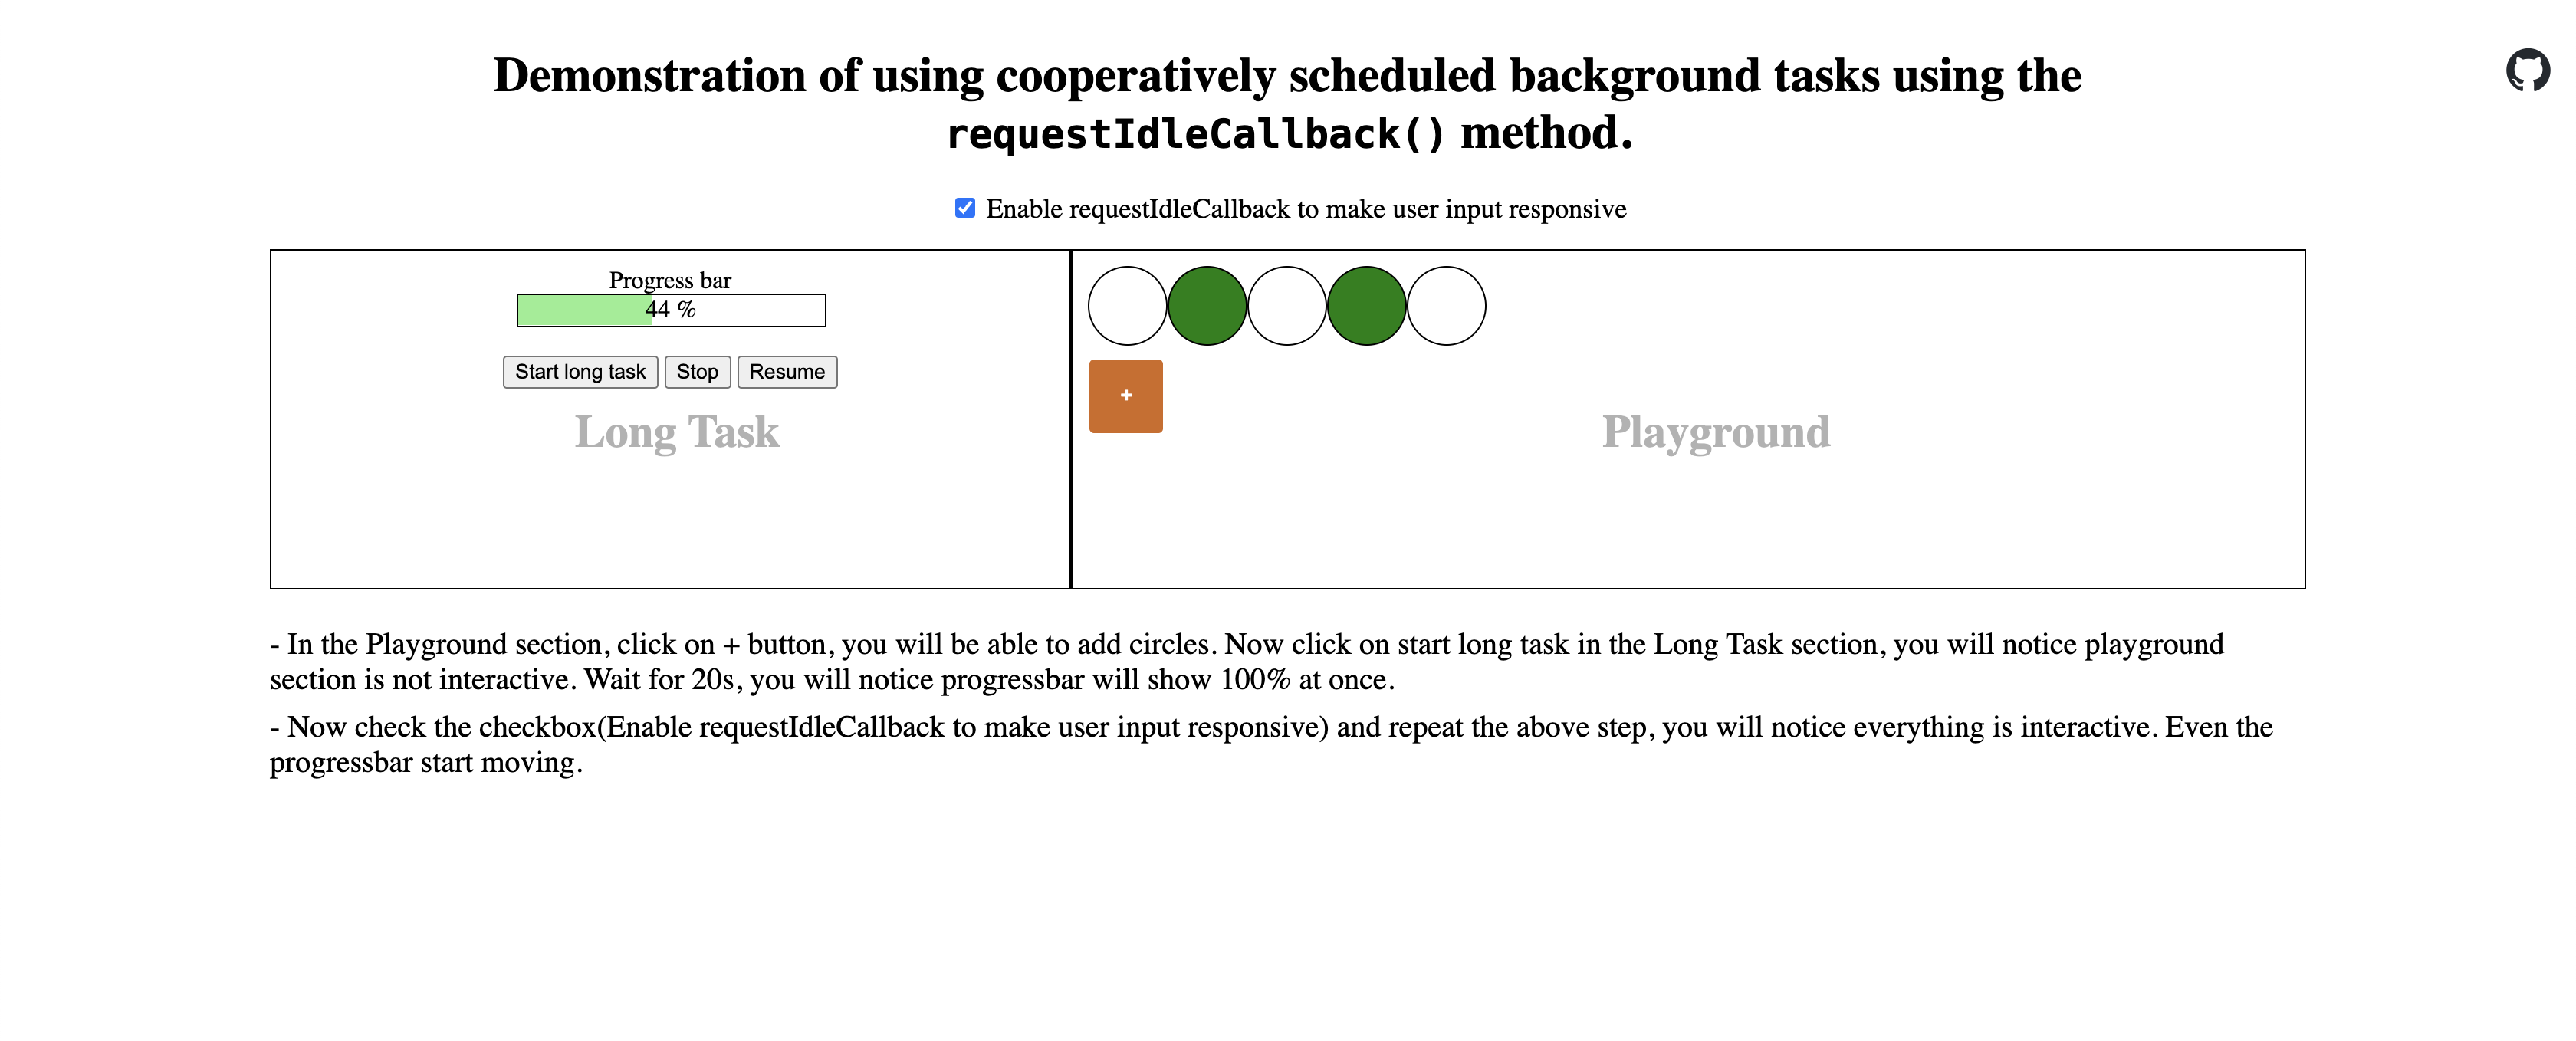 Demonstration of using cooperatively scheduled background tasks using the
requestIdleCallback() method.
Enable requestIdleCallback to make user input responsive
Progress bar
44 %
Start long task Stop Resume
Long Task
+
Playground
- In the Playground section, click on + button, you will be able to add circles. Now click on start long task in the Long Task section, you will notice playground
section is not interactive. Wait for 20s, you will notice progressbar will show 100% at once.
- Now check the checkbox(Enable requestIdleCallback to make user input responsive) and repeat the above step, you will notice everything is interactive. Even the
progressbar start moving.